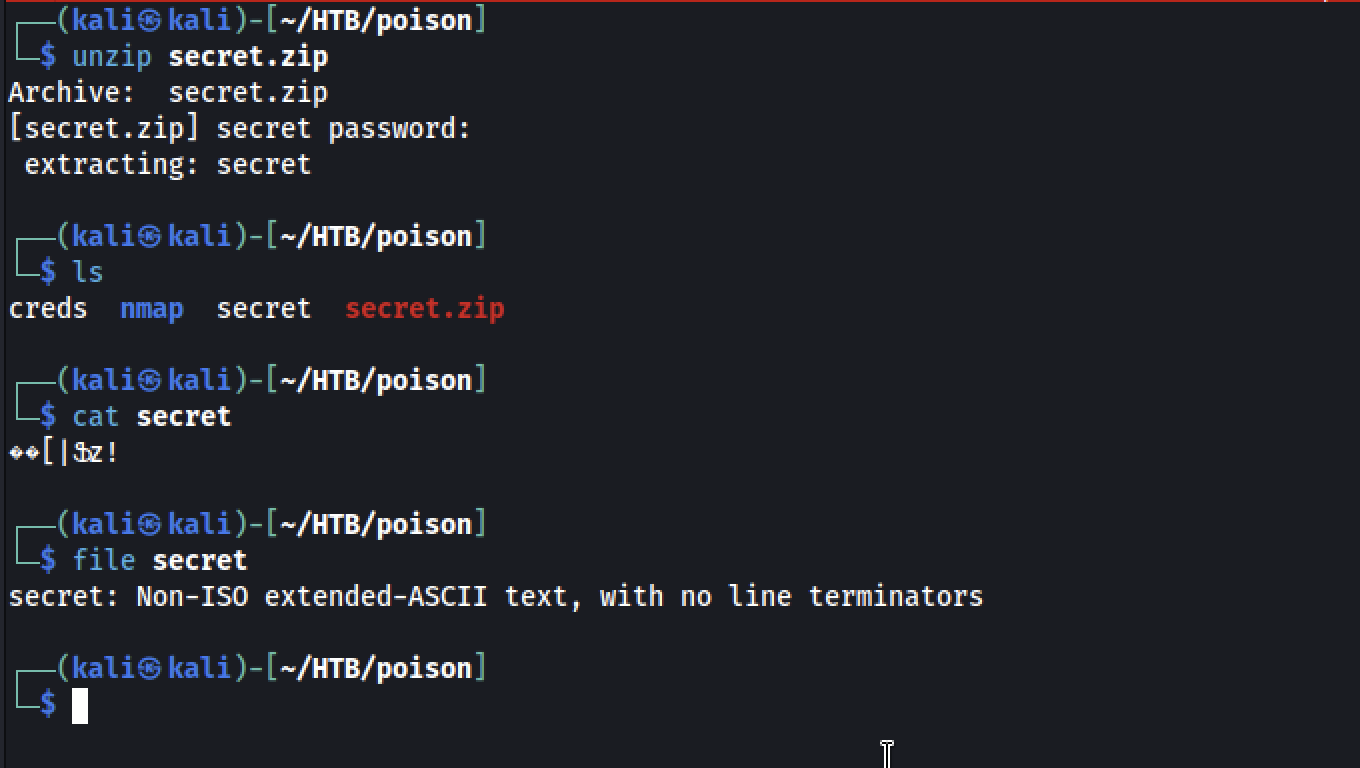 ┌──(kali㉿kali)-[~/HTB/poison]
└─$ unzip secret.zip
Archive:  secret.zip
[secret.zip] secret password:
 extracting: secret
┌──(kali㉿kali)-[~/HTB/poison]
└─$ ls
creds  nmap  secret  secret.zip
┌──(kali㉿kali)-[~/HTB/poison]
└─$ cat secret
��[|Ֆz!
┌──(kali㉿kali)-[~/HTB/poison]
└─$ file secret
secret: Non-ISO extended-ASCII text, with no line terminators
┌──(kali㉿kali)-[~/HTB/poison]
└─$